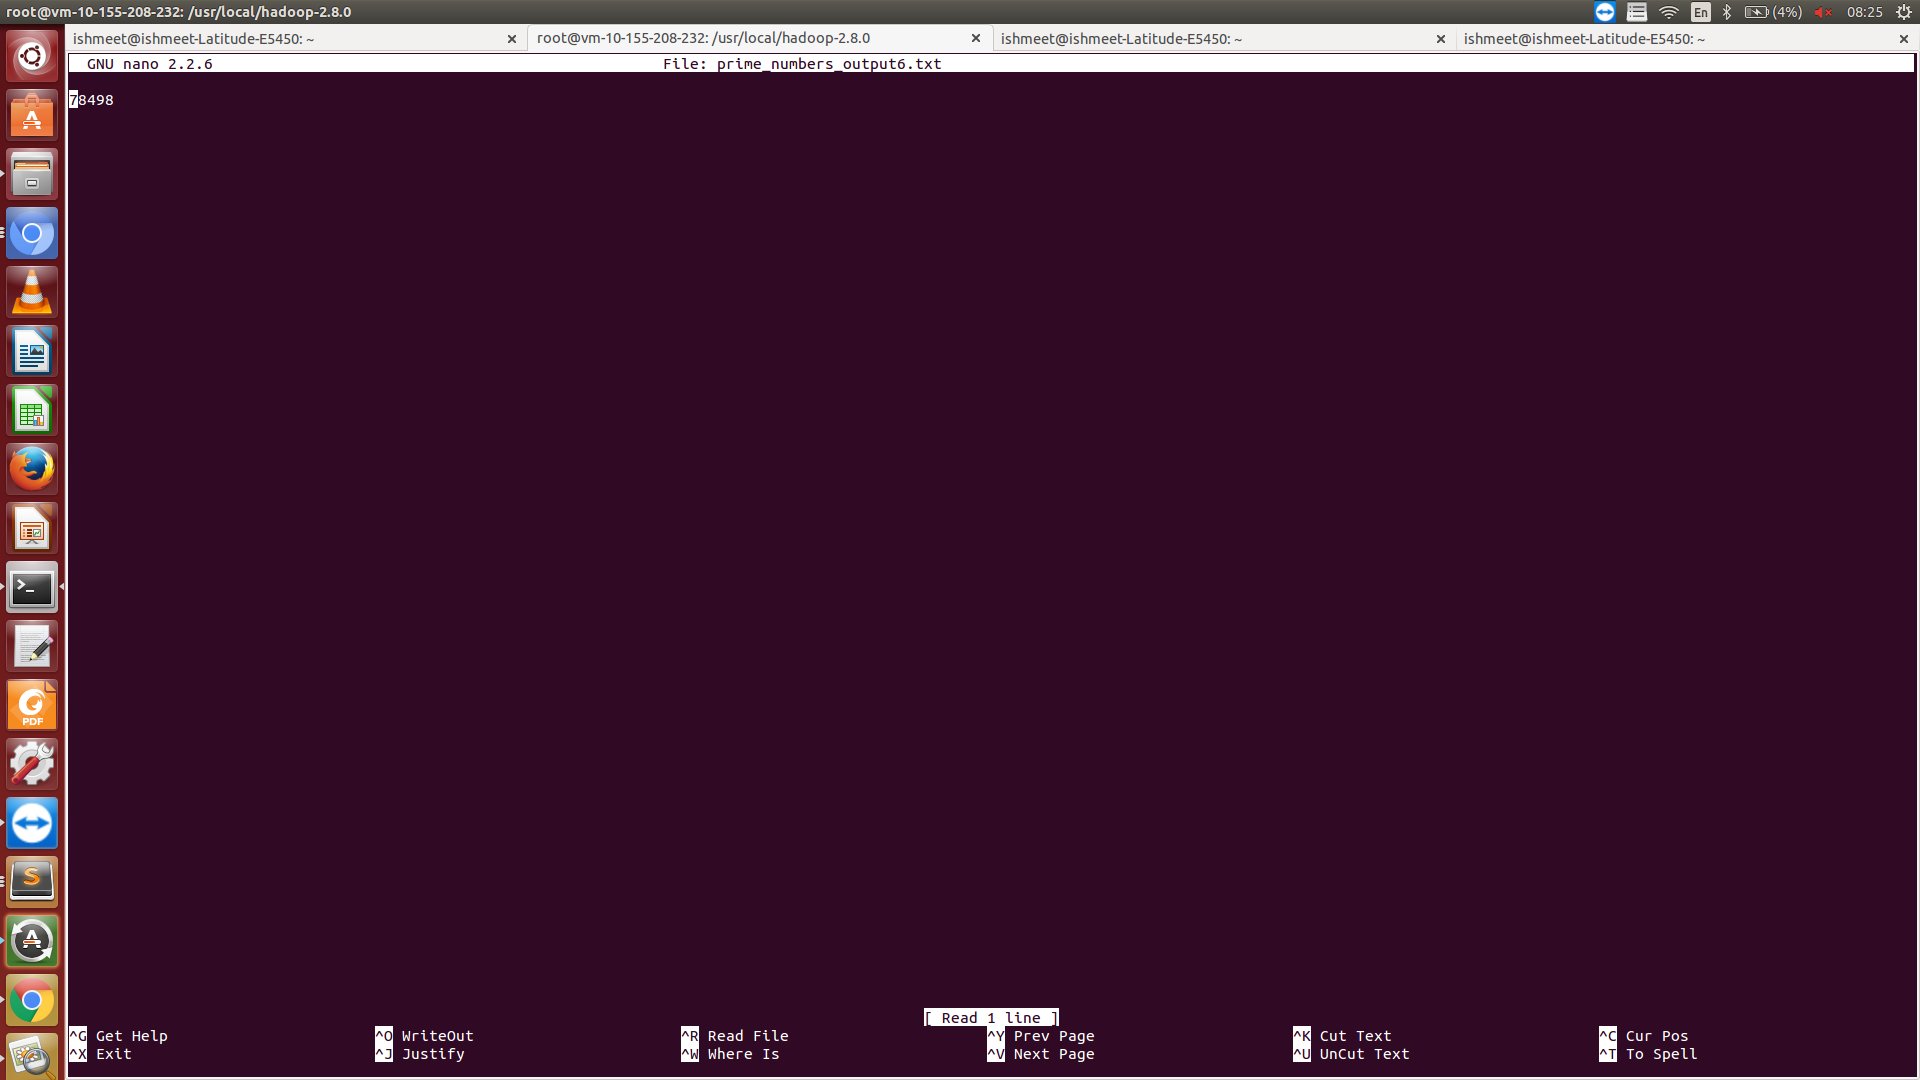 root@vm-10-155-208-232: /usr/local/hadoop-2.8.0
En
(4%)
08:25
ishmeet@ishmeet-Latitude-E5450: ~
root@vm-10-155-208-232: /usr/local/hadoop-2.8.0
ishmeet@ishmeet-Latitude-E5450: ~
ishmeet@ishmeet-Latitude-E5450: ~
GNU nano 2.2.6 File: prime_numbers_output6.txt
78498
PDF
S
[ Read 1 line ]
^G Get Help ^O WriteOut ^R Read File ^Y Prev Page ^K Cut Text ^C Cur Pos
^X Exit ^J Justify ^W Where Is ^V Next Page ^U UnCut Text ^T To Spell